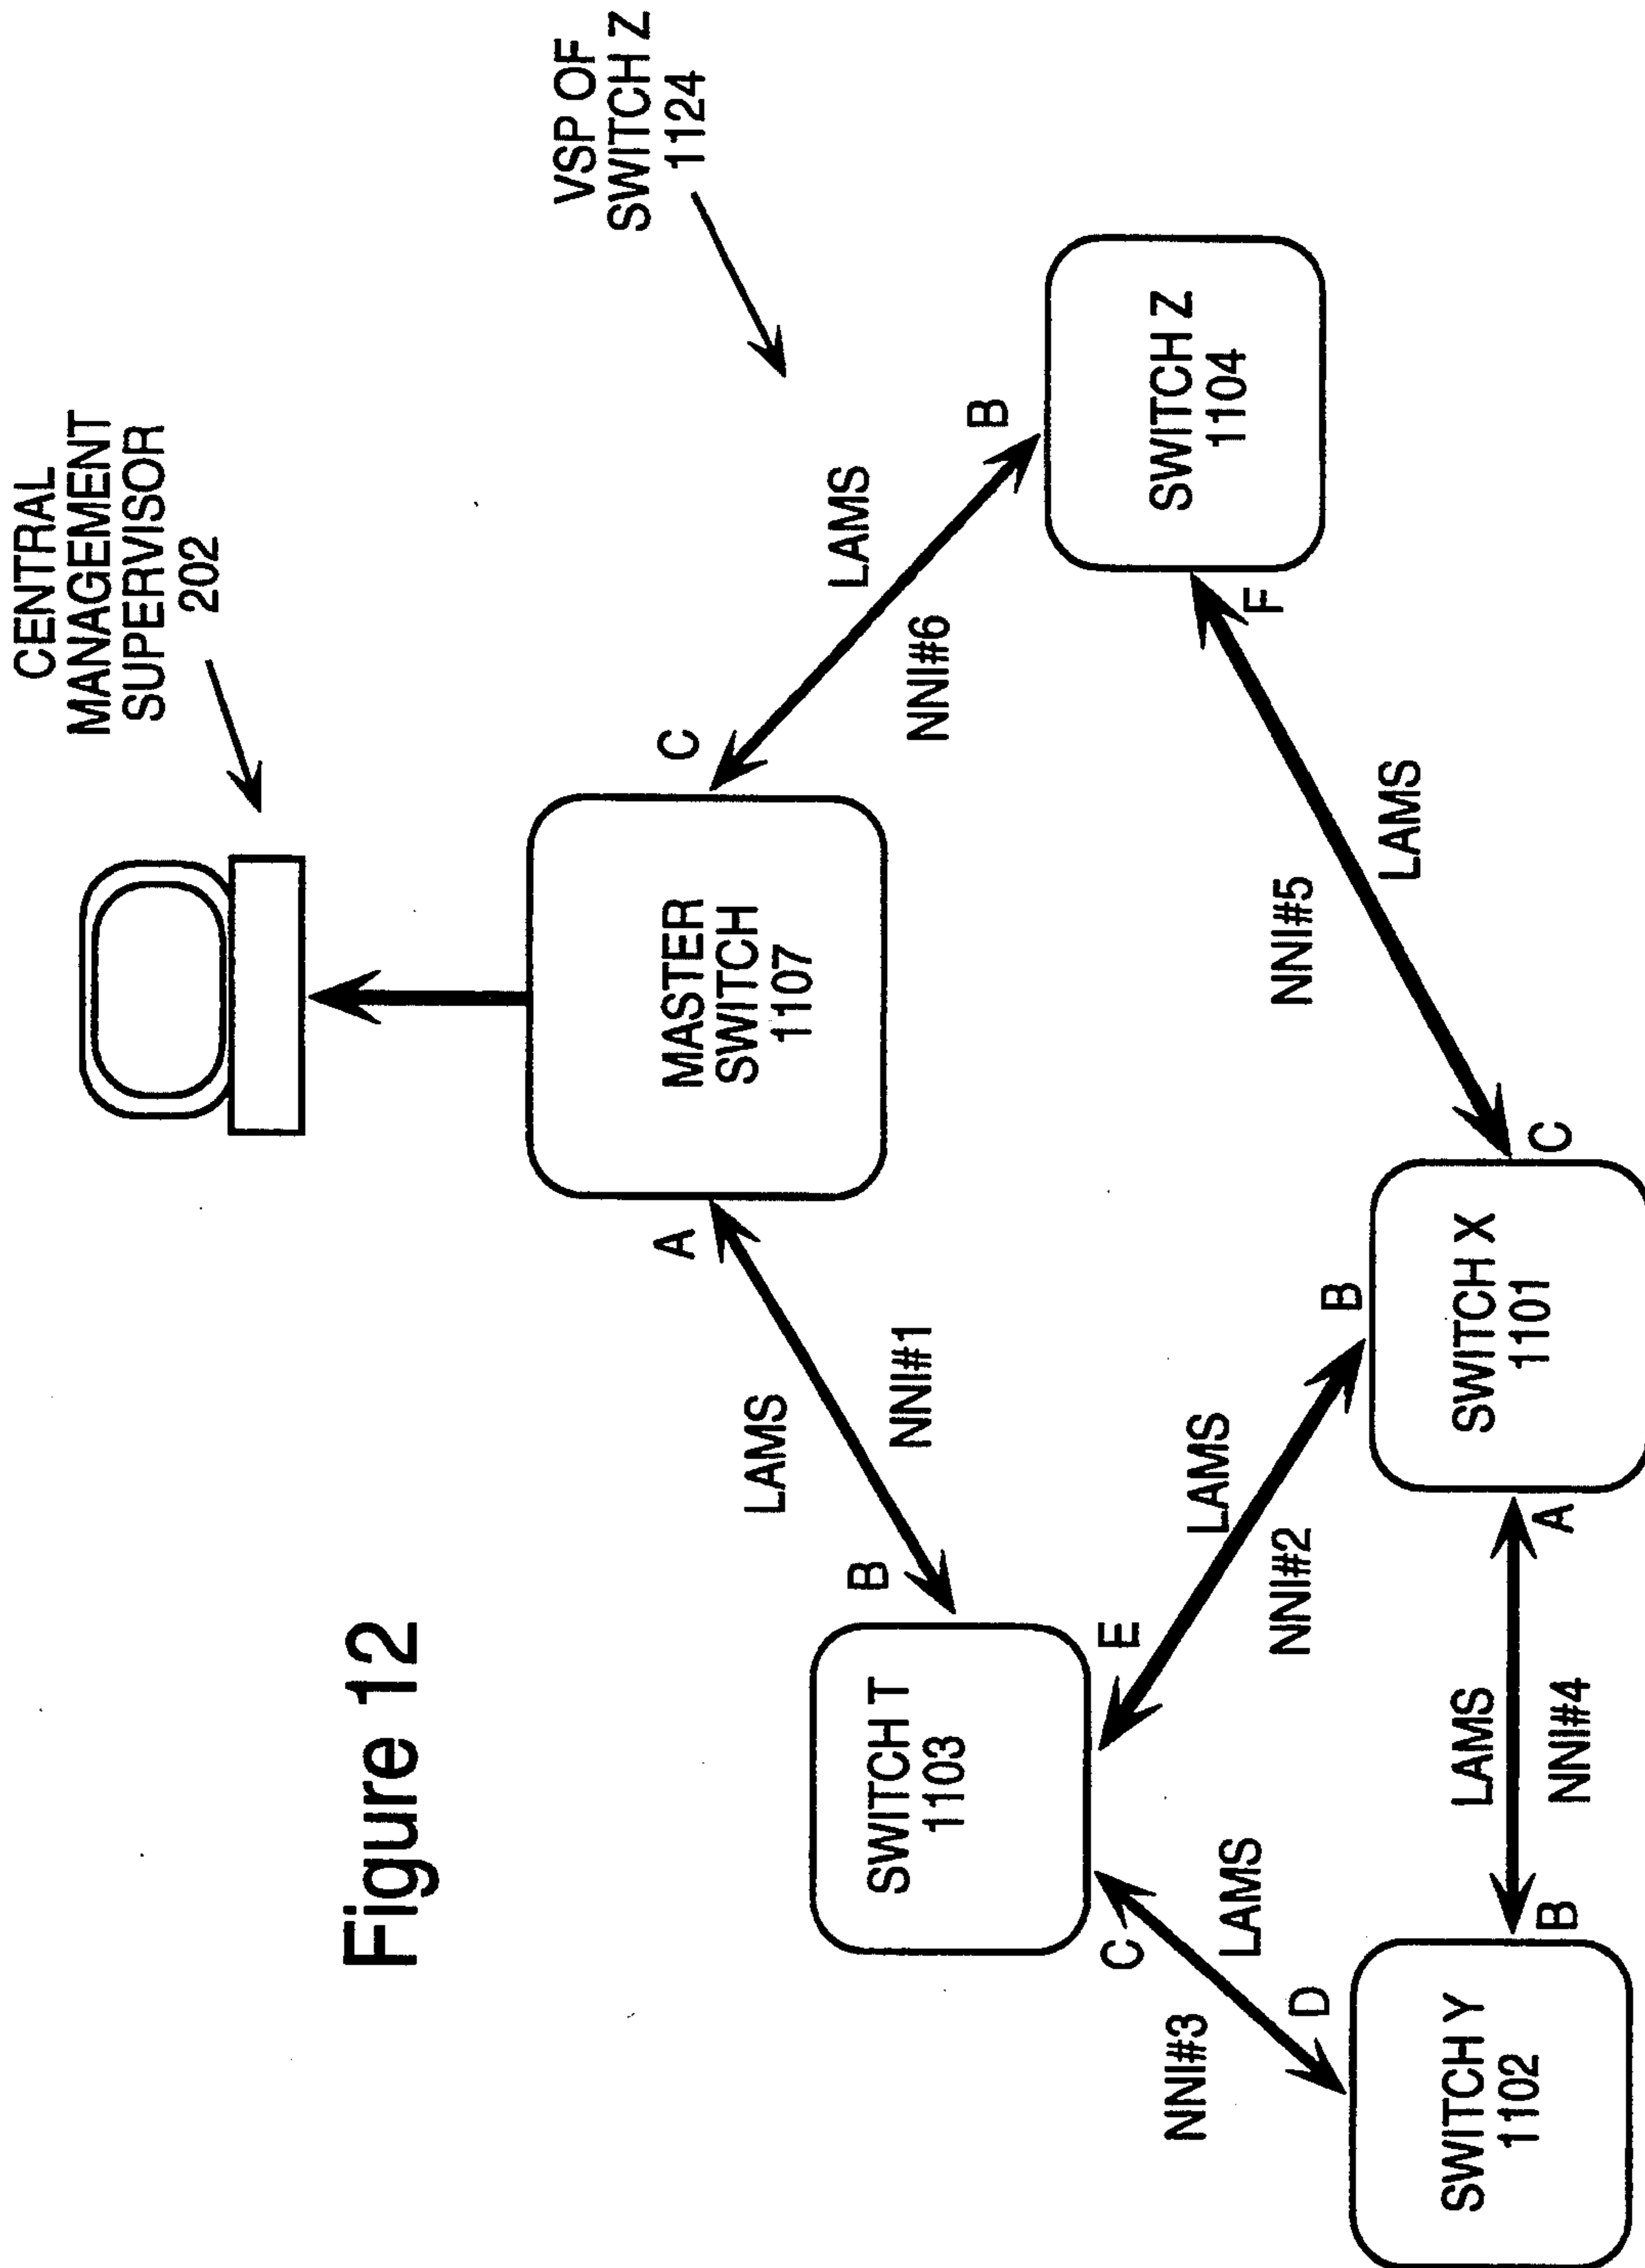 Figure 12
CENTRAL
MANAGEMENT
SUPERVISOR
202
VSP OF
SWITCH Z
1124
MASTER
SWITCH
1107
A
C
LAMS
NNI#1
B
LAMS
NNI#6
B
SWITCH T
1103
SWITCH Z
1104
C
E
F
NNI#3
LAMS
D
LAMS
NNI#2
B
NNI#5
LAMS
C
SWITCH Y
1102
B
LAMS
NNI#4
A
SWITCH X
1101